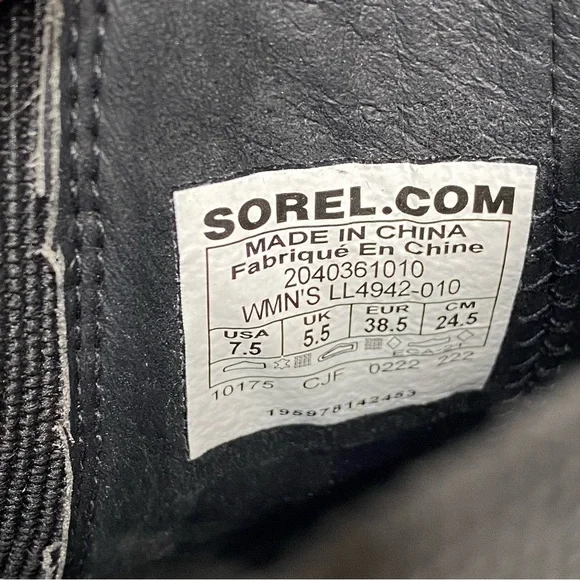 SOREL.COM
MADE IN CHINA
Fabriqué En Chine
2040361010
WMN'S LL4942-010
USA UK EUR CM
7.5 5.5 38.5 24.5
10175 CJF 0222 222
195978142453